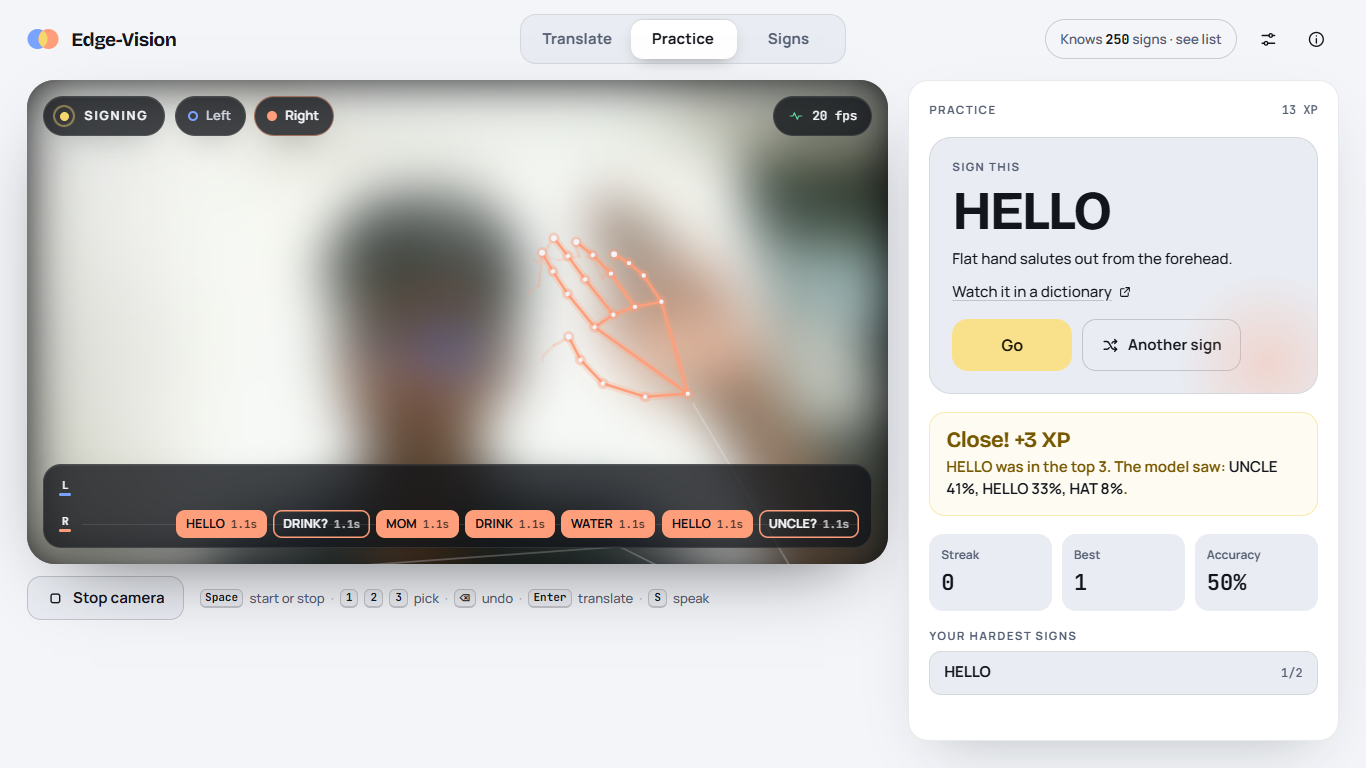 Edge-Vision
Translate
Practice
Signs
Knows 250 signs · see list
SIGNING
Left
Right
20 fps
L
R
HELLO 1.1s
DRINK? 1.1s
MOM 1.1s
DRINK 1.1s
WATER 1.1s
HELLO 1.1s
UNCLE? 1.1s
Stop camera
Space start or stop · 1 2 3 pick · ⌫ undo · Enter translate · S speak
PRACTICE
13 XP
SIGN THIS
HELLO
Flat hand salutes out from the forehead.
Watch it in a dictionary
Go
Another sign
Close! +3 XP
HELLO was in the top 3. The model saw: UNCLE
41%, HELLO 33%, HAT 8%.
Streak
0
Best
1
Accuracy
50%
YOUR HARDEST SIGNS
HELLO
1/2